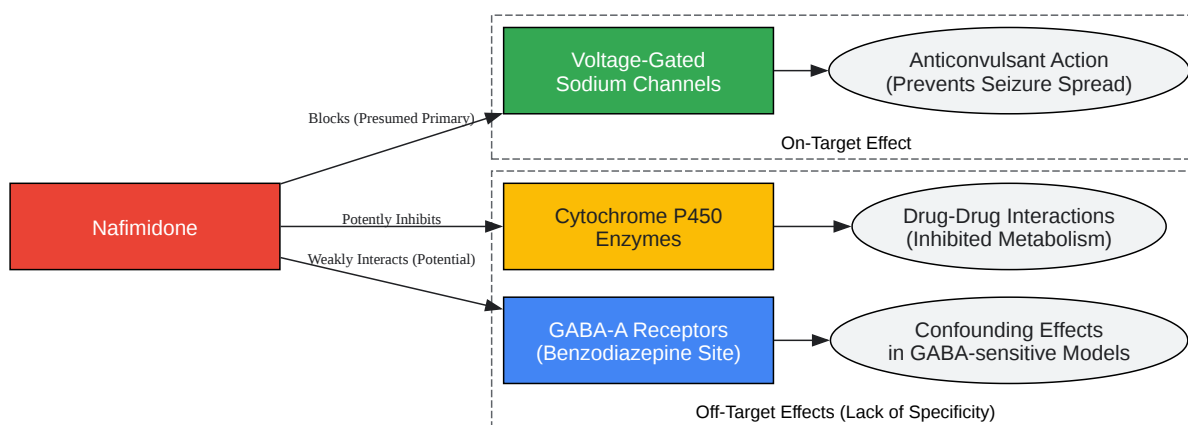 Voltage-Gated
Sodium Channels
Anticonvulsant Action
(Prevents Seizure Spread)
Blocks (Presumed Primary)
On-Target Effect
Nafimidone
Potently Inhibits
Cytochrome P450
Enzymes
Drug-Drug Interactions
(Inhibited Metabolism)
Weakly Interacts (Potential)
GABA-A Receptors
(Benzodiazepine Site)
Confounding Effects
in GABA-sensitive Models
Off-Target Effects (Lack of Specificity)